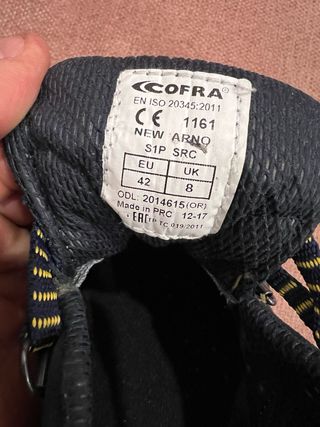 COFRA®
EN ISO 20345:2011
CE 1161
NEW ARNO
S1P SRC
EU UK
42 8
ODL: 2014615(OR)
Made in PRC 12-17
EAC TP TC 019/2011